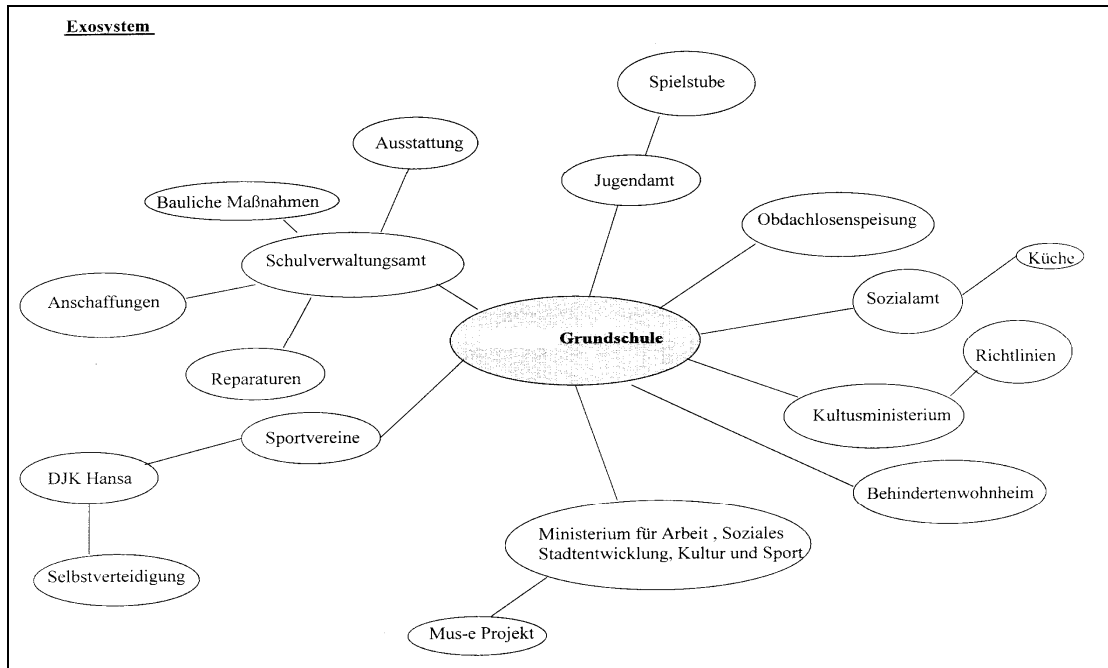 Exosystem
Spielstube
Ausstattung
Jugendamt
Bauliche Maßnahmen
Obdachlosenspeisung
Schulverwaltungsamt
Küche
Anschaffungen
Sozialamt
Grundschule
Richtlinien
Reparaturen
Kultusministerium
Sportvereine
DJK Hansa
Behindertenwohnheim
Ministerium für Arbeit , Soziales
Stadtentwicklung, Kultur und Sport
Selbstverteidigung
Mus-e Projekt